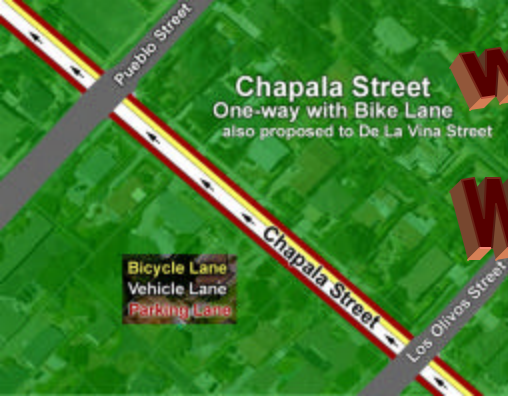 Pueblo Street
Chapala Street
One-way with Bike Lane
also proposed to De La Vina Street
W
W
Chapala Street
Bicycle Lane
Vehicle Lane
Parking Lane
Los Olivos Street